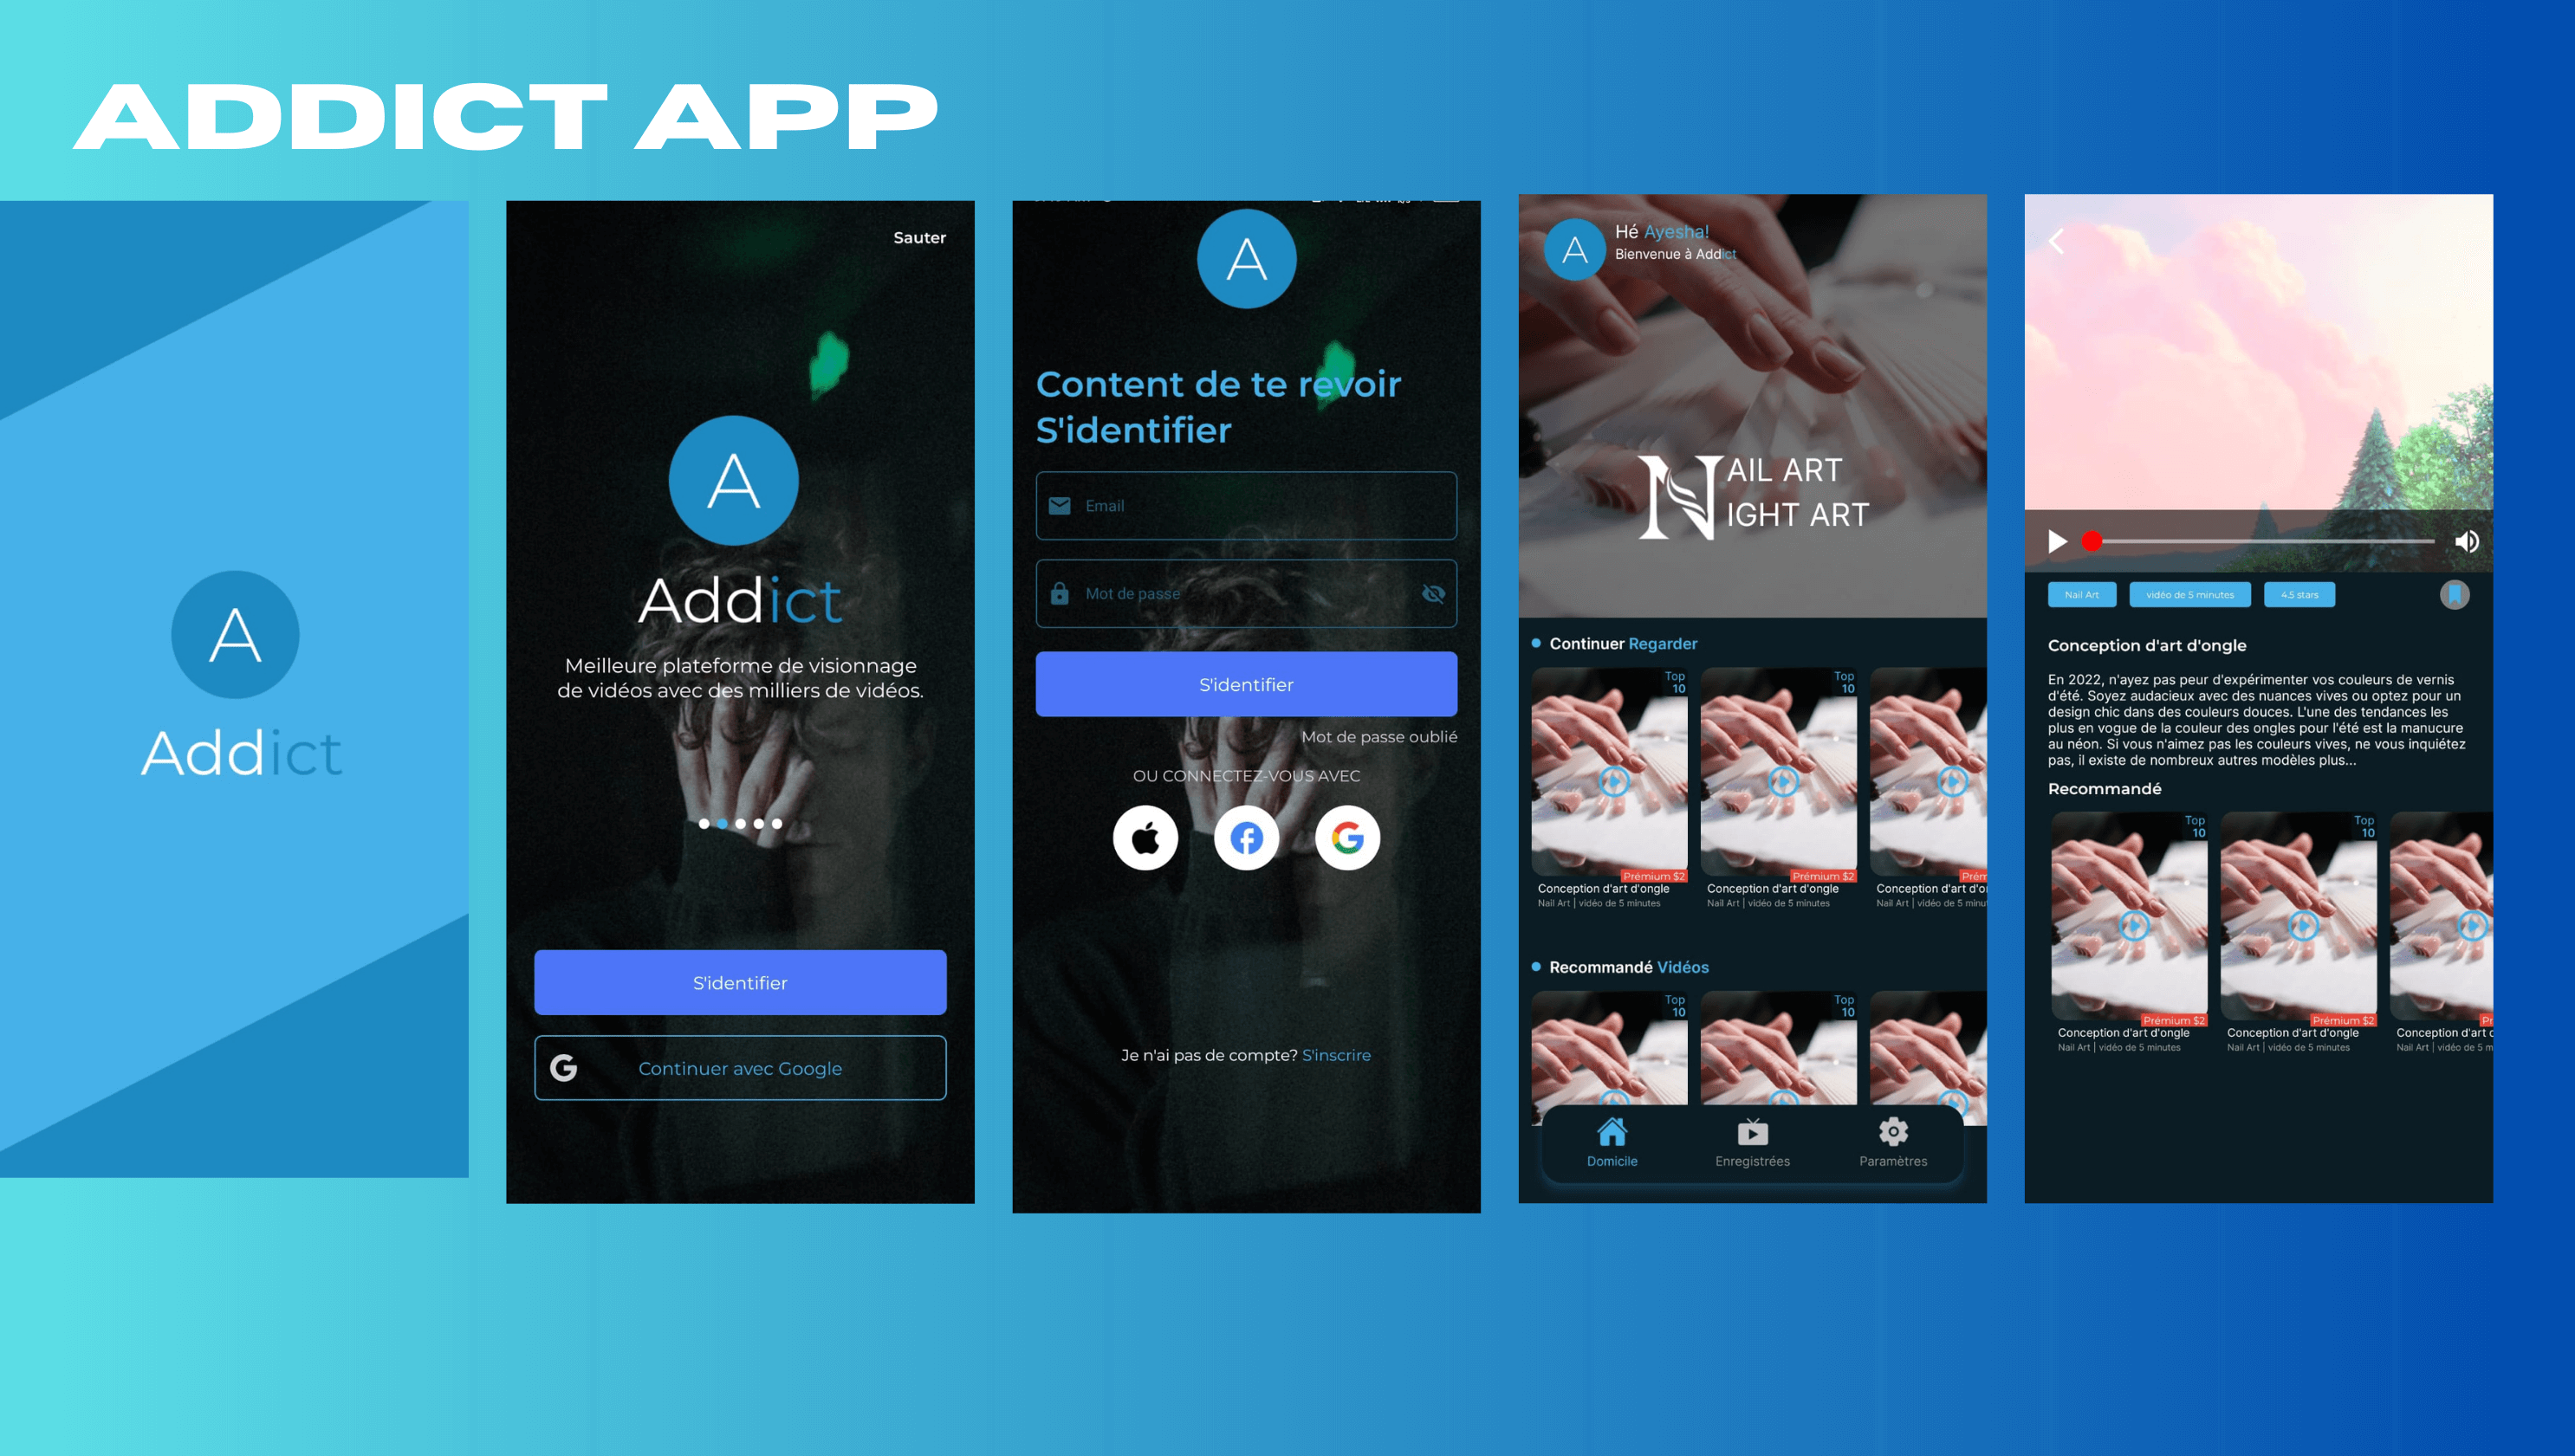 ADDICT APP
A
Addict
Sauter
A
Addict
Meilleure plateforme de visionnage
de vidéos avec des milliers de vidéos.
S'identifier
G
Continuer avec Google
A
Content de te revoir
S'identifier
Email
Mot de passe
S'identifier
Mot de passe oublié
OU CONNECTEZ-VOUS AVEC
f
G
Je n'ai pas de compte? S'inscrire
A
Hé Ayesha!
Bienvenue à Addict
NAIL ART
NIGHT ART
Continuer Regarder
Top
10
Top
10
Prémium $2
Prémium $2
Conception d'art d'ongle
Conception d'art d'ongle
Conception d'art
Nail Art | vidéo de 5 minutes
Nail Art | vidéo de 5 minutes
Nail Art | vidéo de 5
Recommandé Vidéos
Top
10
Top
10
Domicile
Enregistrées
Paramètres
Nail Art
vidéo de 5 minutes
4.5 stars
Conception d'art d'ongle
En 2022, n'ayez pas peur d'expérimenter vos couleurs de vernis
d'été. Soyez audacieux avec des nuances vives ou optez pour un
design chic dans des couleurs douces. L'une des tendances les
plus en vogue de la couleur des ongles pour l'été est la manucure
au néon. Si vous n'aimez pas les couleurs vives, ne vous inquiétez
pas, il existe de nombreux autres modèles plus...
Recommandé
Top
10
Top
10
Prémium $2
Prémium $2
Conception d'art d'ongle
Conception d'art d'ongle
Conception d'art
Nail Art | vidéo de 5 minutes
Nail Art | vidéo de 5 minutes
Nail Art | vidéo de 5